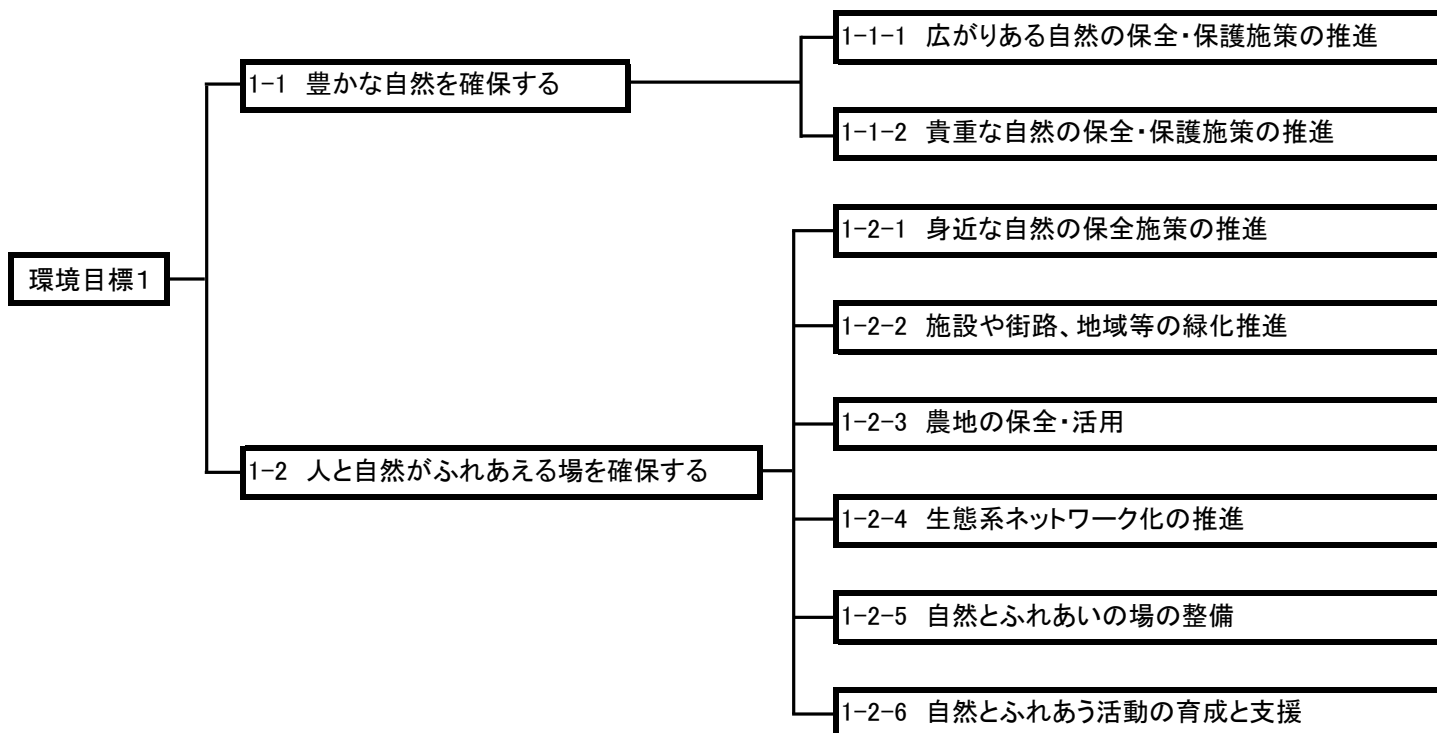 環境目標1
1-1 豊かな自然を確保する
1-1-1 広がりある自然の保全・保護施策の推進
1-1-2 貴重な自然の保全・保護施策の推進
1-2 人と自然がふれあえる場を確保する
1-2-1 身近な自然の保全施策の推進
1-2-2 施設や街路、地域等の緑化推進
1-2-3 農地の保全・活用
1-2-4 生態系ネットワーク化の推進
1-2-5 自然とふれあいの場の整備
1-2-6 自然とふれあう活動の育成と支援